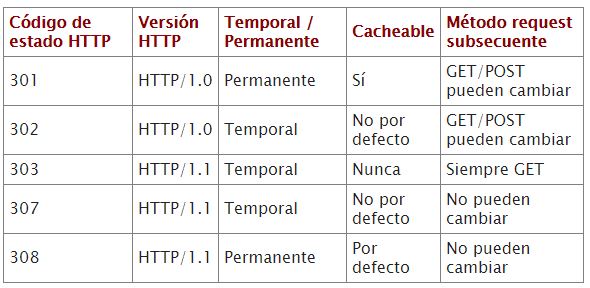 Código de estado HTTP Versión HTTP Temporal / Permanente Cacheable Método request subsecuente
301 HTTP/1.0 Permanente Sí GET/POST pueden cambiar
302 HTTP/1.0 Temporal No por defecto GET/POST pueden cambiar
303 HTTP/1.1 Temporal Nunca Siempre GET
307 HTTP/1.1 Temporal No por defecto No pueden cambiar
308 HTTP/1.1 Permanente Por defecto No pueden cambiar